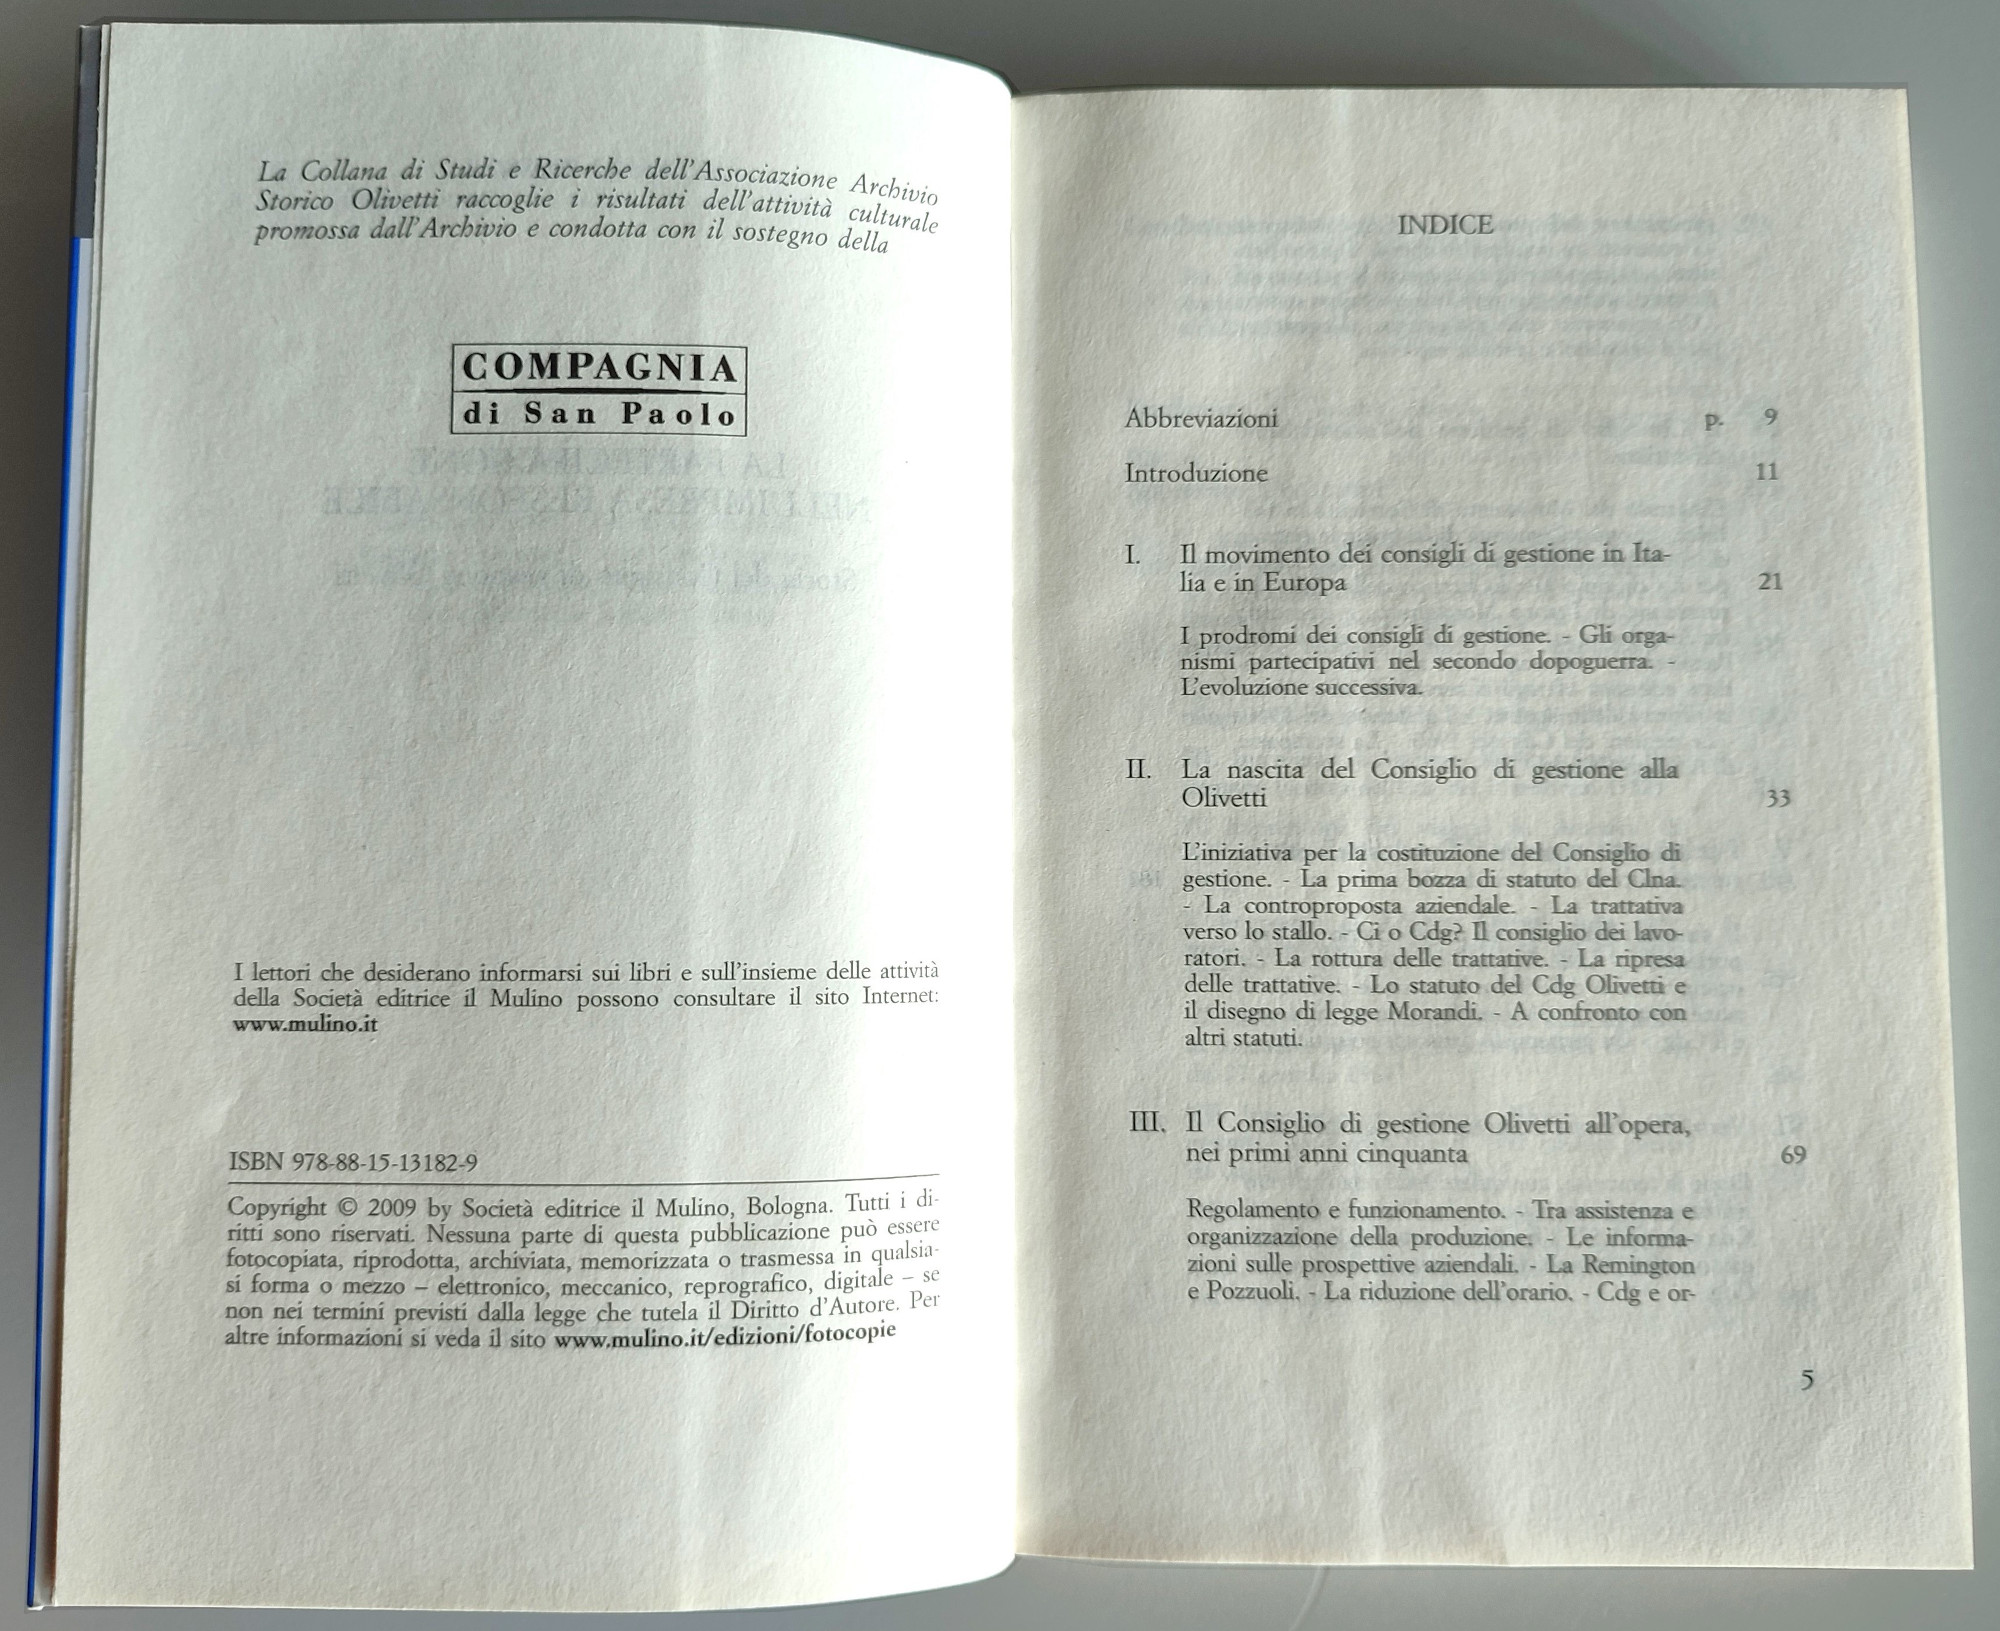 La Collana di Studi e Ricerche dell'Associazione Archivio
Storico Olivetti raccoglie i risultati dell'attività culturale
promossa dall'Archivio e condotta con il sostegno della
COMPAGNIA
di San Paolo
I lettori che desiderano informarsi sui libri e sull'insieme delle attività
della Società editrice il Mulino possono consultare il sito Internet:
www.mulino.it
ISBN 978-88-15-13182-9
Copyright © 2009 by Società editrice il Mulino, Bologna. Tutti i di-
ritti sono riservati. Nessuna parte di questa pubblicazione può essere
fotocopiata, riprodotta, archiviata, memorizzata o trasmessa in qualsia-
si forma o mezzo – elettronico, meccanico, reprografico, digitale – se
non nei termini previsti dalla legge che tutela il Diritto d'Autore. Per
altre informazioni si veda il sito www.mulino.it/edizioni/fotocopie
INDICE
Abbreviazioni p. 9
Introduzione 11
I. Il movimento dei consigli di gestione in Ita-
lia e in Europa 21
I prodromi dei consigli di gestione. - Gli orga-
nismi partecipativi nel secondo dopoguerra. -
L'evoluzione successiva.
II. La nascita del Consiglio di gestione alla
Olivetti 33
L'iniziativa per la costituzione del Consiglio di
gestione. - La prima bozza di statuto del Clna.
- La controproposta aziendale. - La trattativa
verso lo stallo. - Ci o Cdg? Il consiglio dei lavo-
ratori. - La rottura delle trattative. - La ripresa
delle trattative. - Lo statuto del Cdg Olivetti e
il disegno di legge Morandi. - A confronto con
altri statuti.
III. Il Consiglio di gestione Olivetti all'opera,
nei primi anni cinquanta 69
Regolamento e funzionamento. - Tra assistenza e
organizzazione della produzione. - Le informa-
zioni sulle prospettive aziendali. - La Remington
e Pozzuoli. - La riduzione dell'orario. - Cdg e or-
5